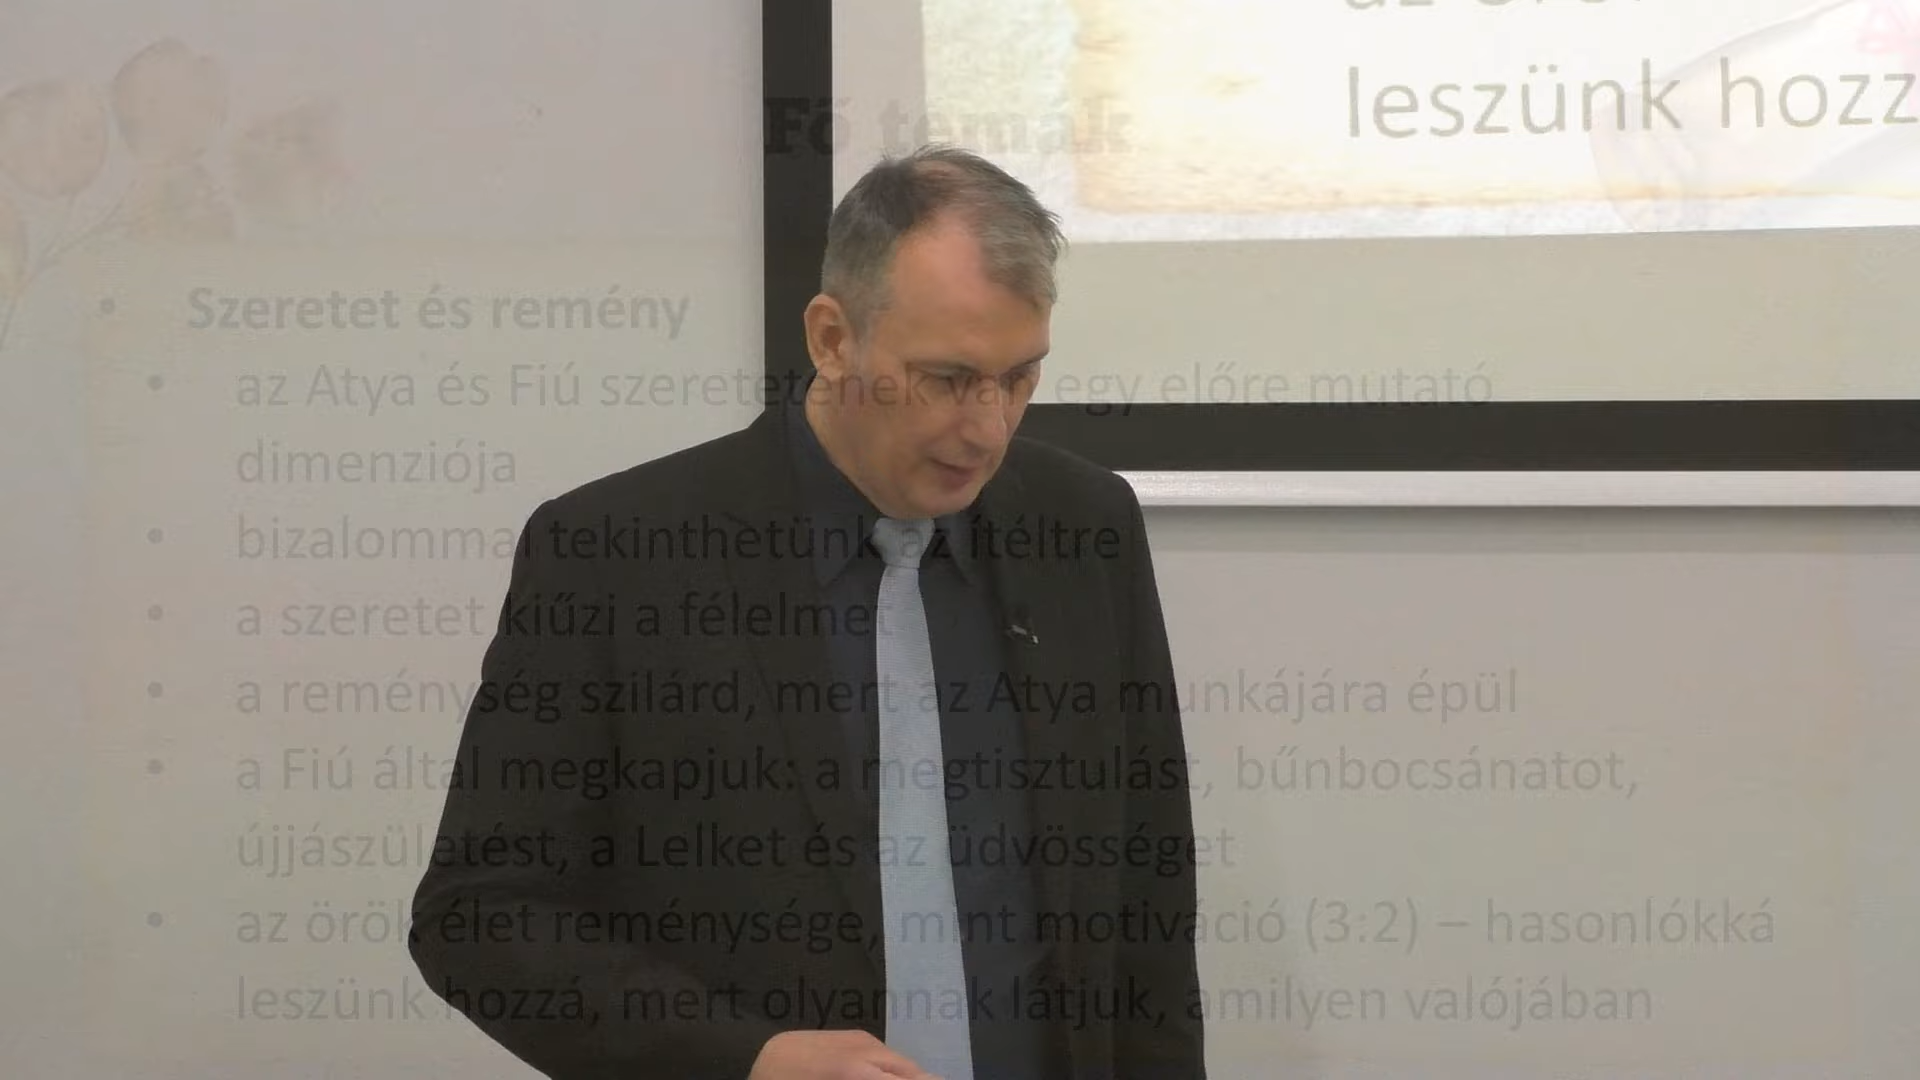 Fő témák
• Szeretet és remény
• az Atya és Fiú szeretetének van egy előre mutató
dimenziója
• bizalommal tekinthetünk az ítéltre
• a szeretet kiűzi a félelmet
• a reménység szilárd, mert az Atya munkájára épül
• a Fiú által megkapjuk: a megtisztulást, bűnbocsánatot,
újjászületést, a Lelket és az üdvösséget
• az örök élet reménysége, mint motiváció (3:2) – hasonlókká
leszünk hozzá, mert olyannak látjuk, amilyen valójában
leszünk hozz